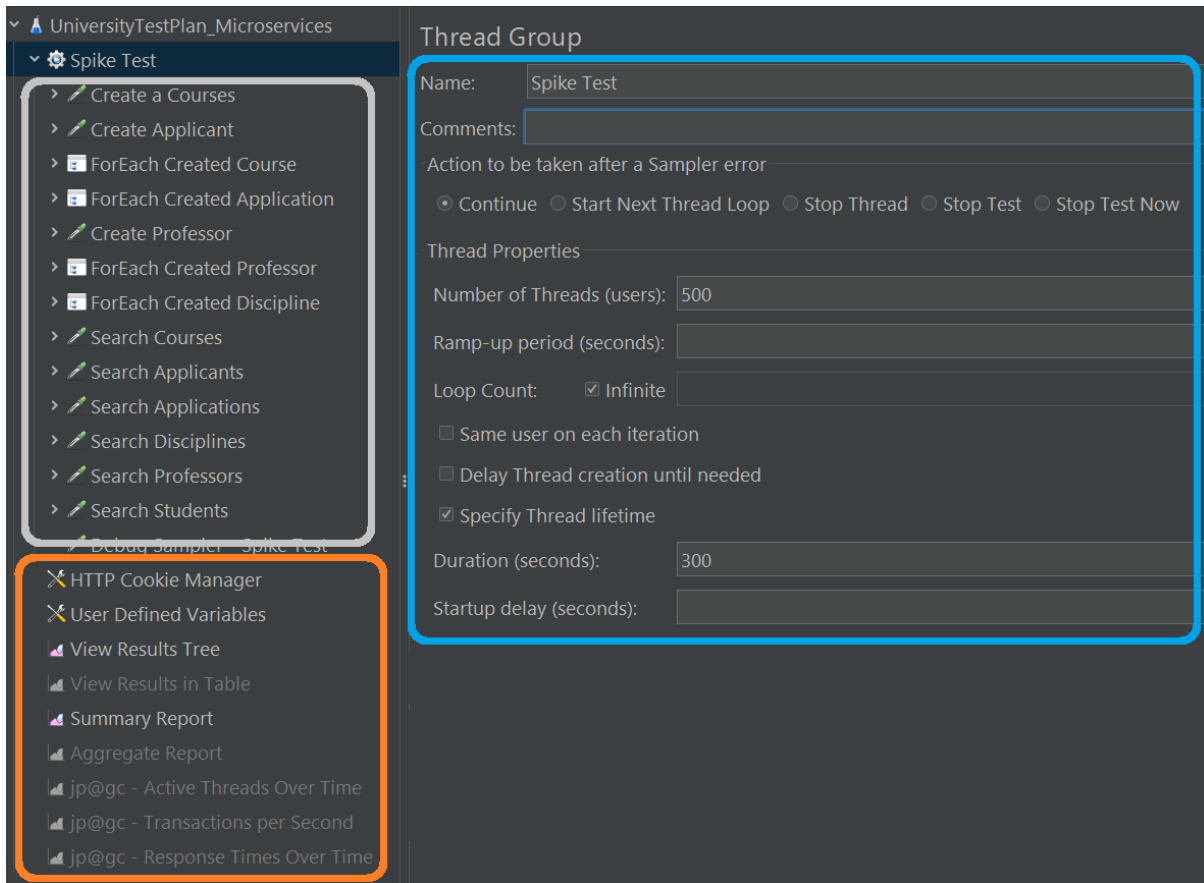 UniversityTestPlan_Microservices
Spike Test
Create a Courses
Create Applicant
ForEach Created Course
ForEach Created Application
Create Professor
ForEach Created Professor
ForEach Created Discipline
Search Courses
Search Applicants
Search Applications
Search Disciplines
Search Professors
Search Students
Debug Sampler - Spike Test
HTTP Cookie Manager
User Defined Variables
View Results Tree
View Results in Table
Summary Report
Aggregate Report
jp@gc - Active Threads Over Time
jp@gc - Transactions per Second
jp@gc - Response Times Over Time
Thread Group
Name: Spike Test
Comments:
Action to be taken after a Sampler error
Continue Start Next Thread Loop Stop Thread Stop Test Stop Test Now
Thread Properties
Number of Threads (users): 500
Ramp-up period (seconds):
Loop Count: Infinite
Same user on each iteration
Delay Thread creation until needed
Specify Thread lifetime
Duration (seconds): 300
Startup delay (seconds):